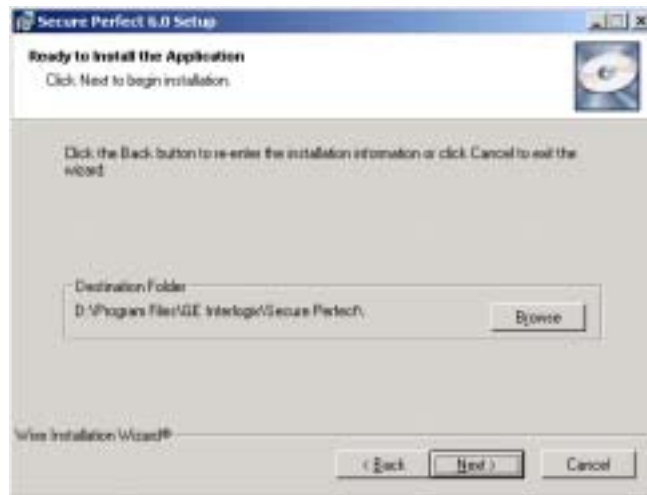 Secure Perfect 6.0 Setup
Ready to Install the Application
Click Next to begin installation.
Click the Back button to re-enter the installation information or click Cancel to exit the
wizard.
Destination Folder
D:\Program Files\GE Interlogix\Secure Perfect\
Browse
Wise Installation Wizard®
< Back
Next >
Cancel